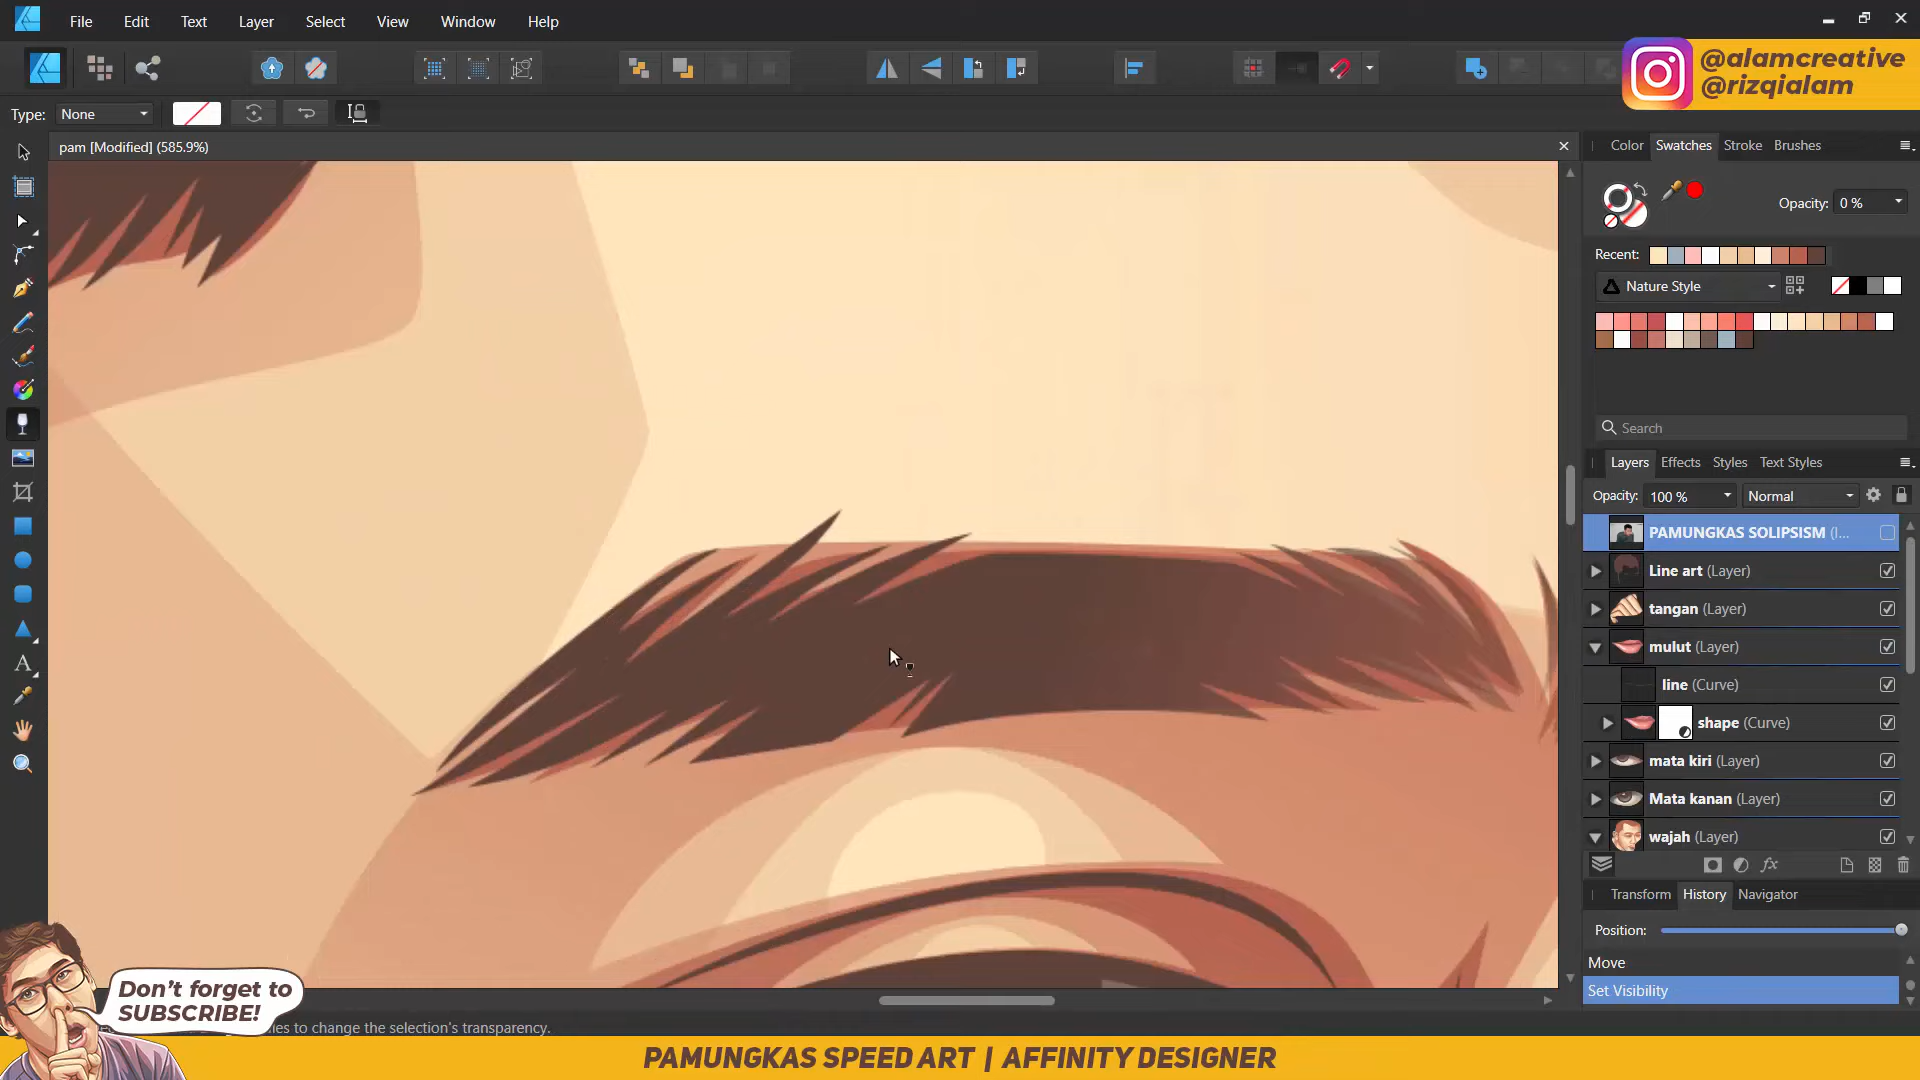 File Edit Text Layer Select View Window Help
@alamcreative
@rizqialam
Type: None
pam [Modified] (585.9%)
Color Swatches Stroke Brushes
Opacity: 0 %
Recent:
Nature Style
Search
Layers Effects Styles Text Styles
Opacity: 100 % Normal
PAMUNGKAS SOLIPSISM (I...
Line art (Layer)
tangan (Layer)
mulut (Layer)
line (Curve)
shape (Curve)
mata kiri (Layer)
Mata kanan (Layer)
wajah (Layer)
fx
Transform History Navigator
Position:
Move
Set Visibility
Don't forget to
SUBSCRIBE!
to change the selection's transparency.
PAMUNGKAS SPEED ART | AFFINITY DESIGNER